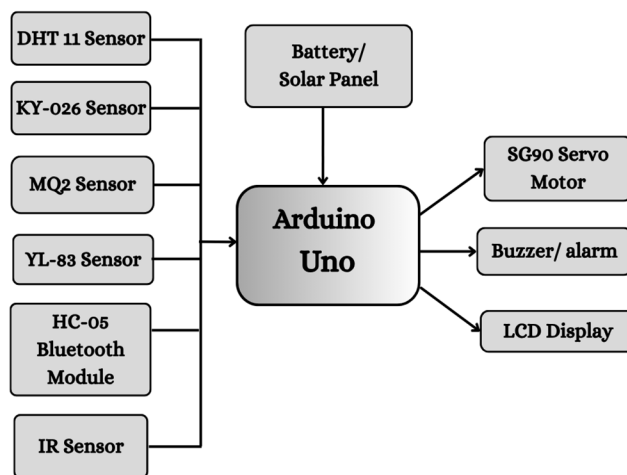 DHT 11 Sensor
KY-026 Sensor
MQ2 Sensor
YL-83 Sensor
HC-05
Bluetooth
Module
IR Sensor
Battery/
Solar Panel
Arduino
Uno
SG90 Servo
Motor
Buzzer/ alarm
LCD Display